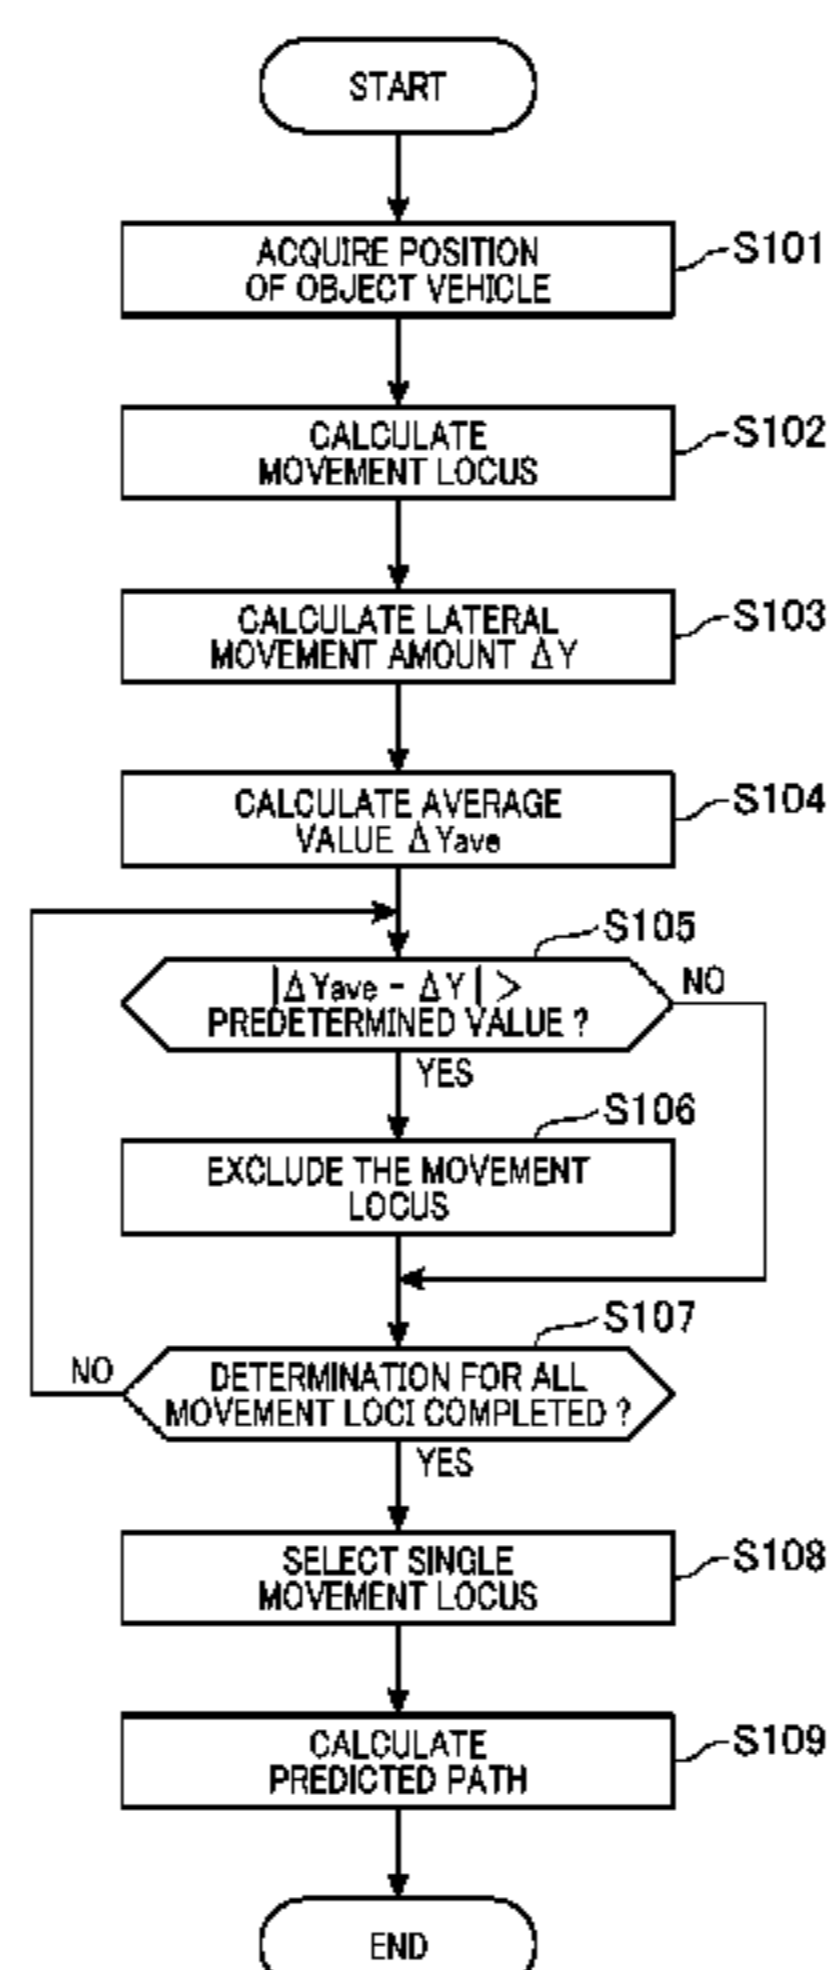 START
ACQUIRE POSITION
OF OBJECT VEHICLE
S101
CALCULATE
MOVEMENT LOCUS
S102
CALCULATE LATERAL
MOVEMENT AMOUNT ΔY
S103
CALCULATE AVERAGE
VALUE ΔYave
S104
S105
|ΔYave - ΔY| >
PREDETERMINED VALUE ?
NO
YES
S106
EXCLUDE THE MOVEMENT
LOCUS
S107
NO
DETERMINATION FOR ALL
MOVEMENT LOCI COMPLETED ?
YES
SELECT SINGLE
MOVEMENT LOCUS
S108
CALCULATE
PREDICTED PATH
S109
END